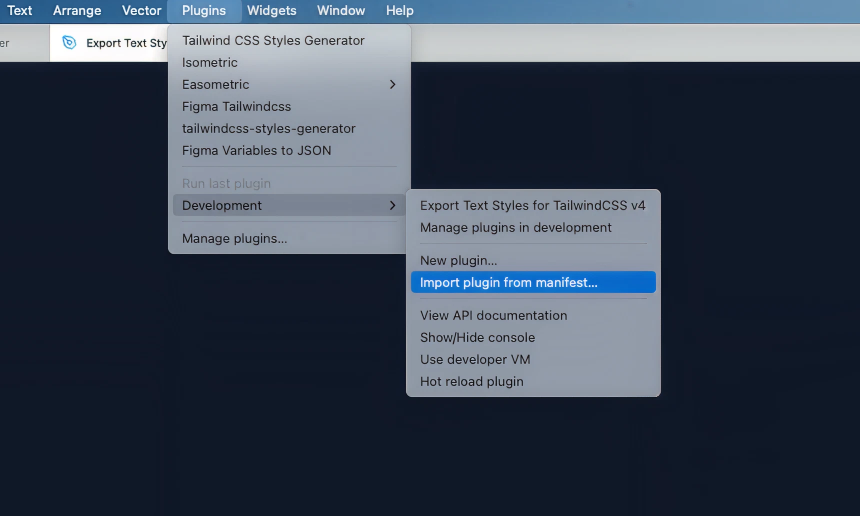 Text Arrange Vector Plugins Widgets Window Help
er Export Text Sty
Tailwind CSS Styles Generator
Isometric
Easometric
Figma Tailwindcss
tailwindcss-styles-generator
Figma Variables to JSON
Run last plugin
Development
Manage plugins...
Export Text Styles for TailwindCSS v4
Manage plugins in development
New plugin...
Import plugin from manifest...
View API documentation
Show/Hide console
Use developer VM
Hot reload plugin